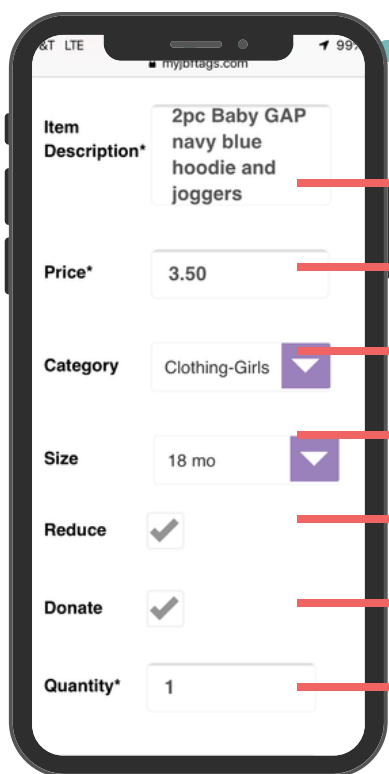 &T LTE 99%
myjbftags.com
Item
Description*
2pc Baby GAP
navy blue
hoodie and
joggers
Price*
3.50
Category
Clothing-Girls
Size
18 mo
Reduce
Donate
Quantity*
1